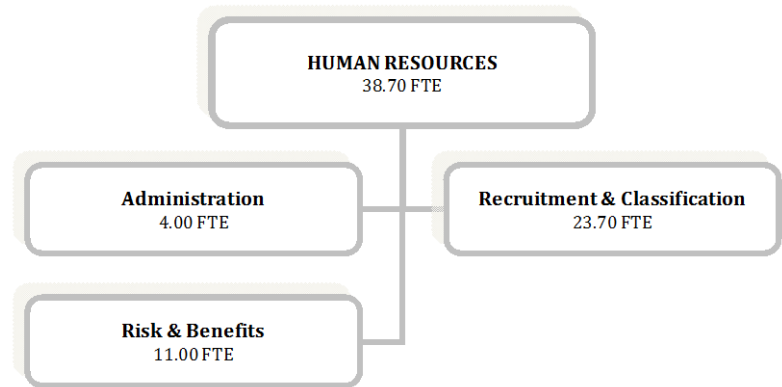 HUMAN RESOURCES
38.70 FTE
Administration
4.00 FTE
Recruitment & Classification
23.70 FTE
Risk & Benefits
11.00 FTE